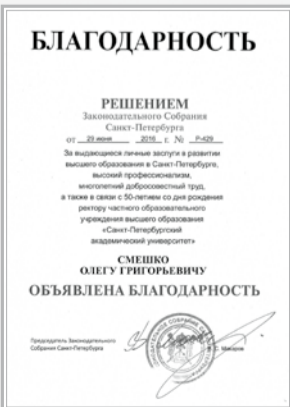 БЛАГОДАРНОСТЬ
РЕШЕНИЕМ
Законодательного Собрания
Санкт-Петербурга
от 29 июня 2016 г. № Р-429
За выдающиеся личные заслуги в развитии
высшего образования в Санкт-Петербурге,
высокий профессионализм,
многолетний добросовестный труд,
а также в связи с 50-летием со дня рождения
ректору частного образовательного
учреждения высшего образования
«Санкт-Петербургский
академический университет»
СМЕШКО
ОЛЕГУ ГРИГОРЬЕВИЧУ
ОБЪЯВЛЕНА БЛАГОДАРНОСТЬ
Председатель Законодательного
Собрания Санкт-Петербурга С. Макаров